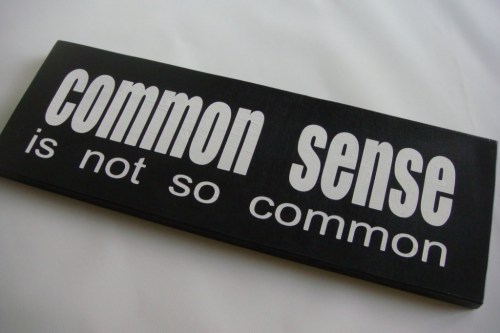 common sense
is not so common